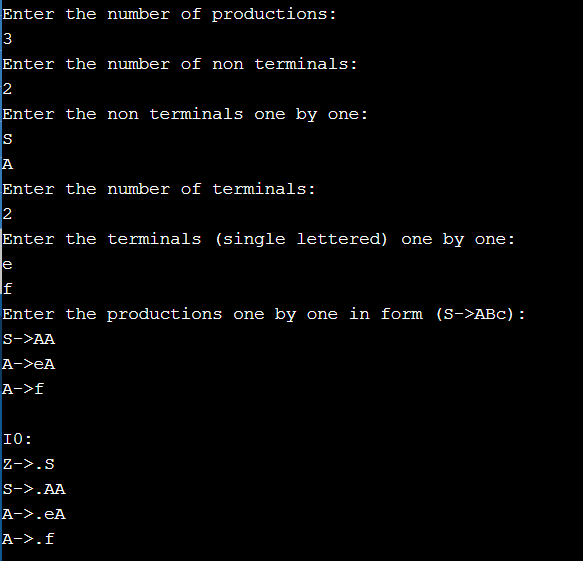 Enter the number of productions:
3
Enter the number of non terminals:
2
Enter the non terminals one by one:
S
A
Enter the number of terminals:
2
Enter the terminals (single lettered) one by one:
e
f
Enter the productions one by one in form (S->ABc):
S->AA
A->eA
A->f
I0:
Z->.S
S->.AA
A->.eA
A->.f